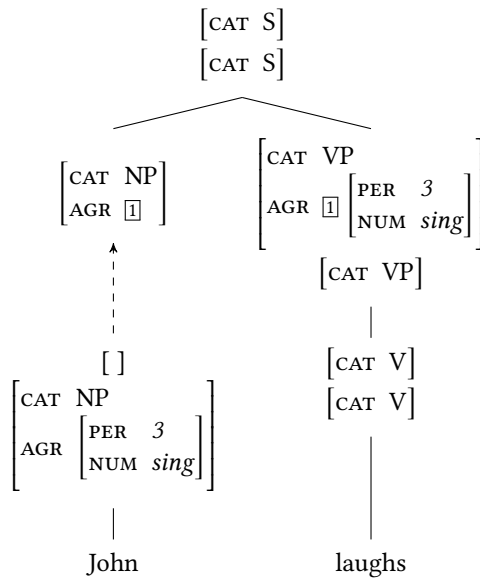 [CAT S]
[CAT S]
[CAT NP
AGR 1]
[CAT VP
AGR 1 [PER 3
NUM sing]]
[CAT VP]
[ ]
[CAT NP
AGR [PER 3
NUM sing]]
[CAT V]
[CAT V]
John laughs